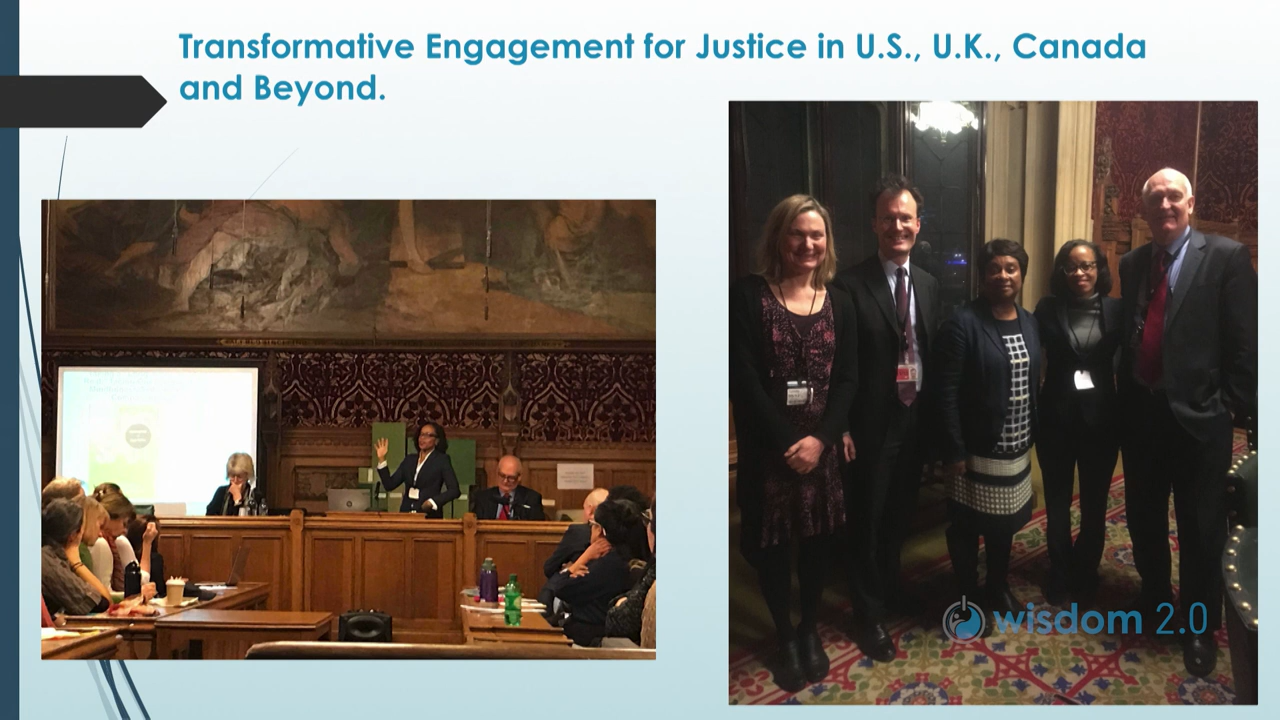 Transformative Engagement for Justice in U.S., U.K., Canada
and Beyond.
wisdom 2.0